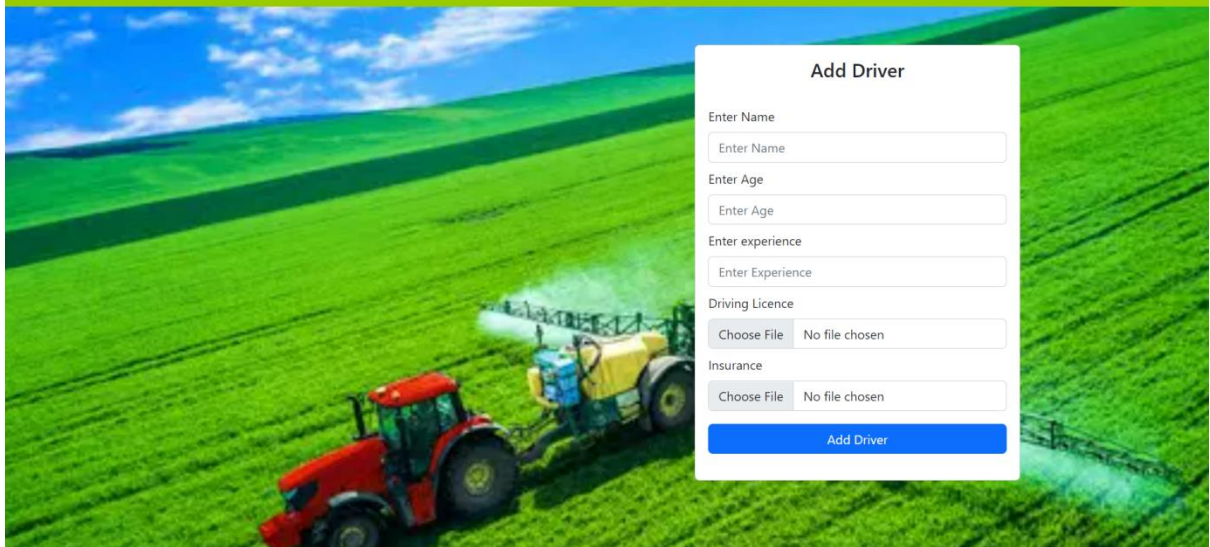 Add Driver
Enter Name
Enter Name
Enter Age
Enter Age
Enter experience
Enter Experience
Driving Licence
Choose File No file chosen
Insurance
Choose File No file chosen
Add Driver